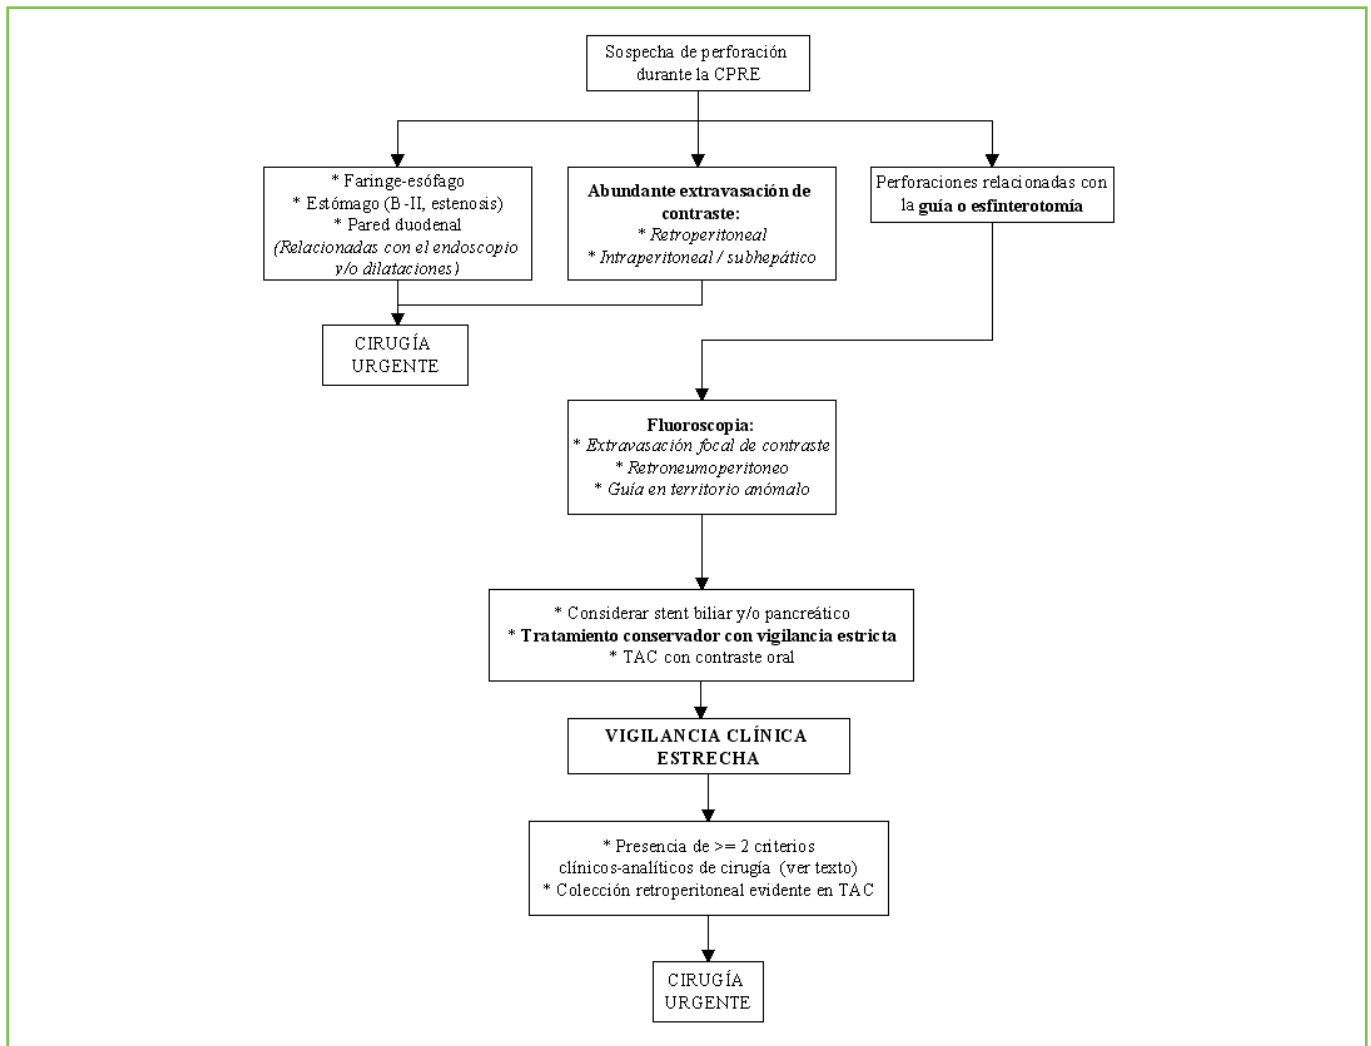 Sospecha de perforación
durante la CPRE
* Faringe-esófago
* Estómago (B-II, estenosis)
* Pared duodenal
(Relacionadas con el endoscopio
y/o dilataciones)
Abundante extravasación de
contraste:
* Retroperitoneal
* Intraperitoneal / subhepático
Perforaciones relacionadas con
la guía o esfinterotomía
CIRUGÍA
URGENTE
Fluoroscopia:
* Extravasación focal de contraste
* Retroneumoperitoneo
* Guía en territorio anómalo
* Considerar stent biliar y/o pancreático
* Tratamiento conservador con vigilancia estricta
* TAC con contraste oral
VIGILANCIA CLÍNICA
ESTRECHA
* Presencia de >= 2 criterios
clínicos-analíticos de cirugía (ver texto)
* Colección retroperitoneal evidente en TAC
CIRUGÍA
URGENTE